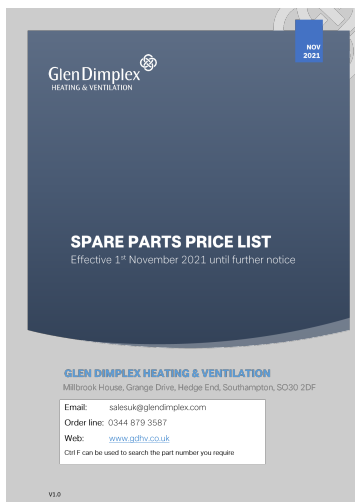 NOV
2021
GlenDimplex
HEATING & VENTILATION
SPARE PARTS PRICE LIST
Effective 1st November 2021 until further notice
GLEN DIMPLEX HEATING & VENTILATION
Millbrook House, Grange Drive, Hedge End, Southampton, SO30 2DF
Email: salesuk@glendimplex.com
Order line: 0344 879 3587
Web: www.gdhv.co.uk
Ctrl F can be used to search the part number you require
V1.0